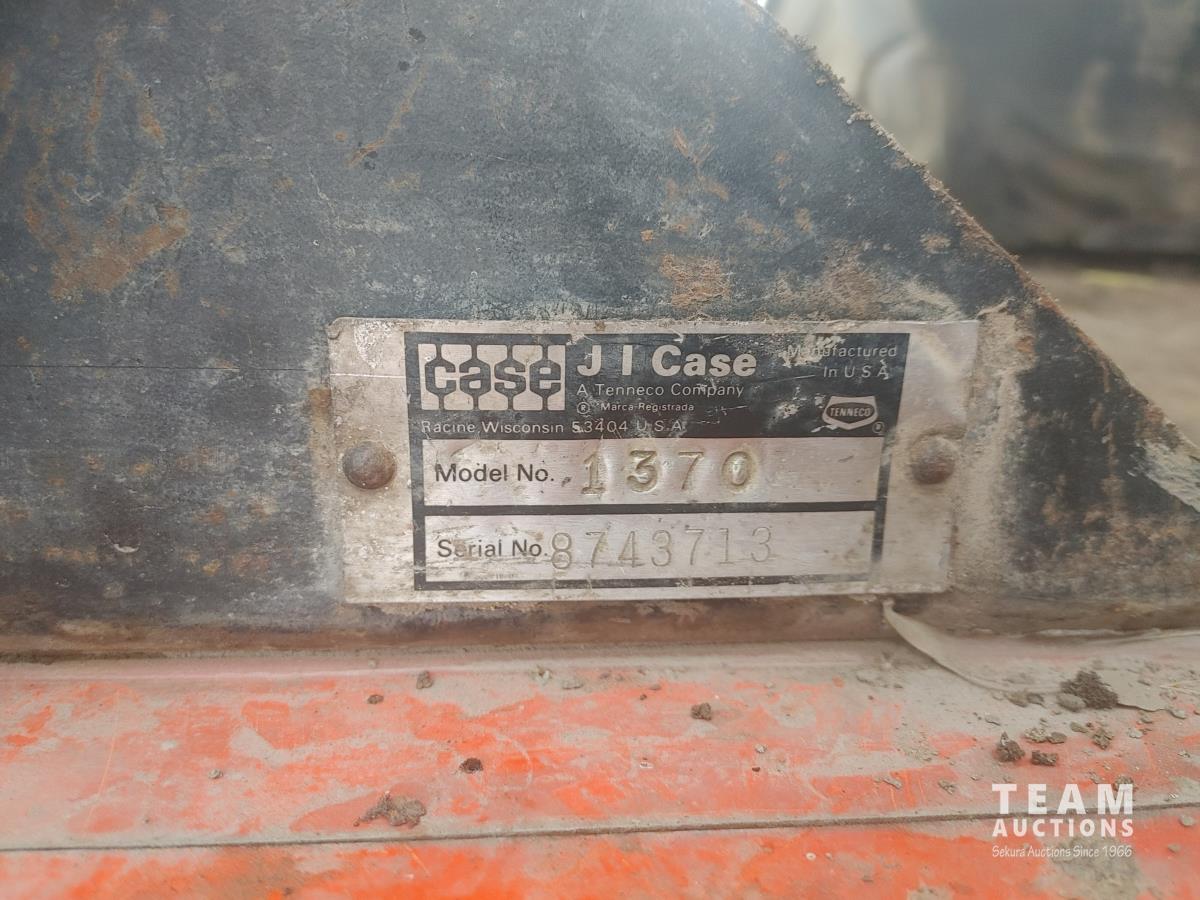 case
J I Case
A Tenneco Company
® Marca Registrada
Racine Wisconsin 53404 U.S.A.
Manufactured
In U S A
TENNECO
®
Model No. 1370
Serial No. 8743713
TEAM
AUCTIONS
Sekura Auctions Since 1966